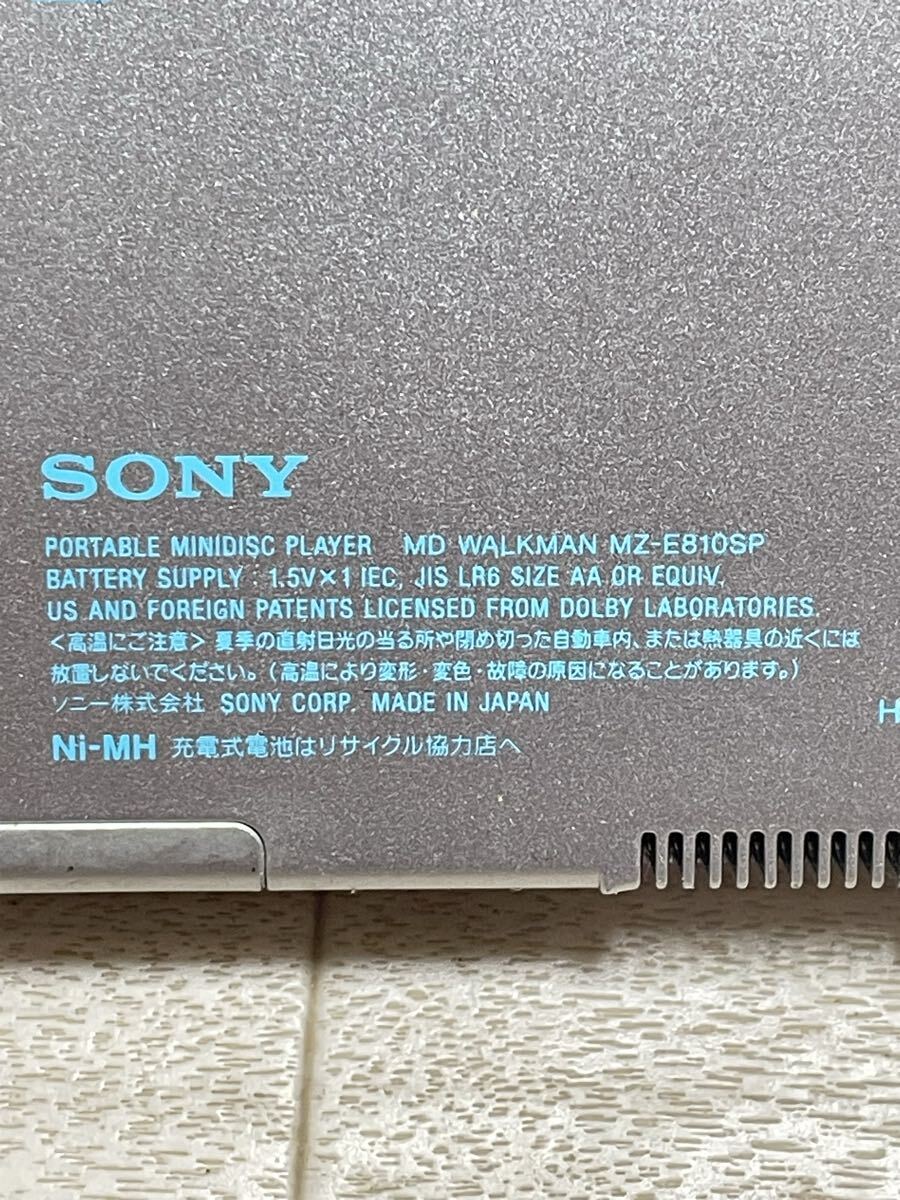 SONY
PORTABLE MINIDISC PLAYER MD WALKMAN MZ-E810SP
BATTERY SUPPLY : 1.5V×1 IEC, JIS LR6 SIZE AA OR EQUIV,
US AND FOREIGN PATENTS LICENSED FROM DOLBY LABORATORIES.
<高温にご注意> 夏季の直射日光の当る所や閉め切った自動車内、または熱器具の近くには
放置しないでください。(高温により変形・変色・故障の原因になることがあります。)
ソニー株式会社 SONY CORP. MADE IN JAPAN
H
Ni-MH 充電式電池はリサイクル協力店へ